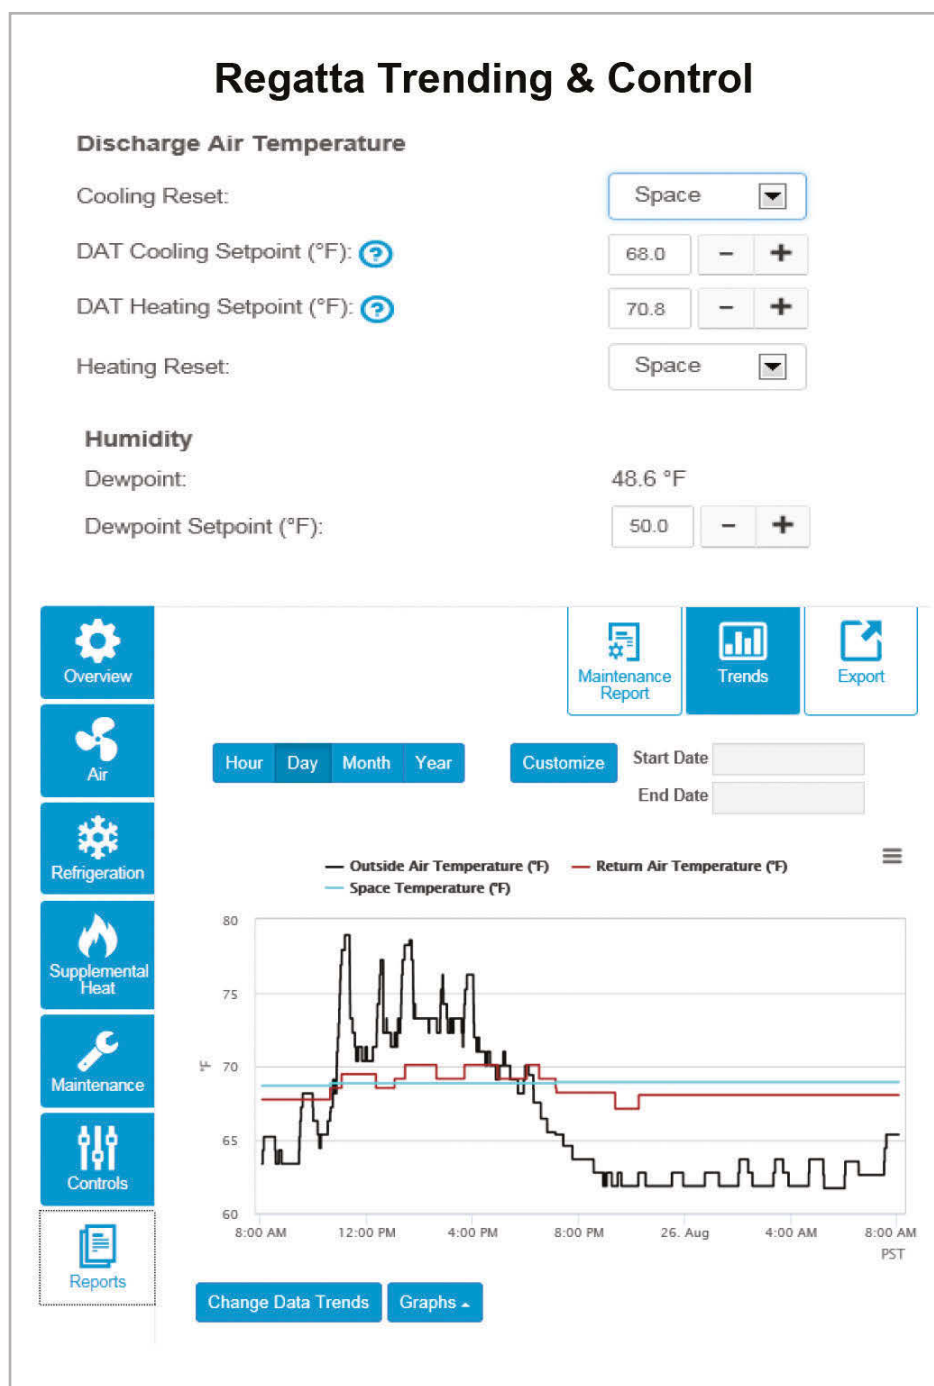 Regatta Trending & Control
Discharge Air Temperature
Cooling Reset: Space
DAT Cooling Setpoint (°F): ? 68.0 − +
DAT Heating Setpoint (°F): ? 70.8 − +
Heating Reset: Space
Humidity
Dewpoint: 48.6 °F
Dewpoint Setpoint (°F): 50.0 − +
Overview
Air
Refrigeration
Supplemental
Heat
Maintenance
Controls
Reports
Maintenance
Report
Trends
Export
Hour Day Month Year
Customize
Start Date
End Date
Outside Air Temperature (°F) Return Air Temperature (°F)
Space Temperature (°F)
80
75
70
65
60
°F
8:00 AM 12:00 PM 4:00 PM 8:00 PM 26. Aug 4:00 AM 8:00 AM
PST
Change Data Trends Graphs